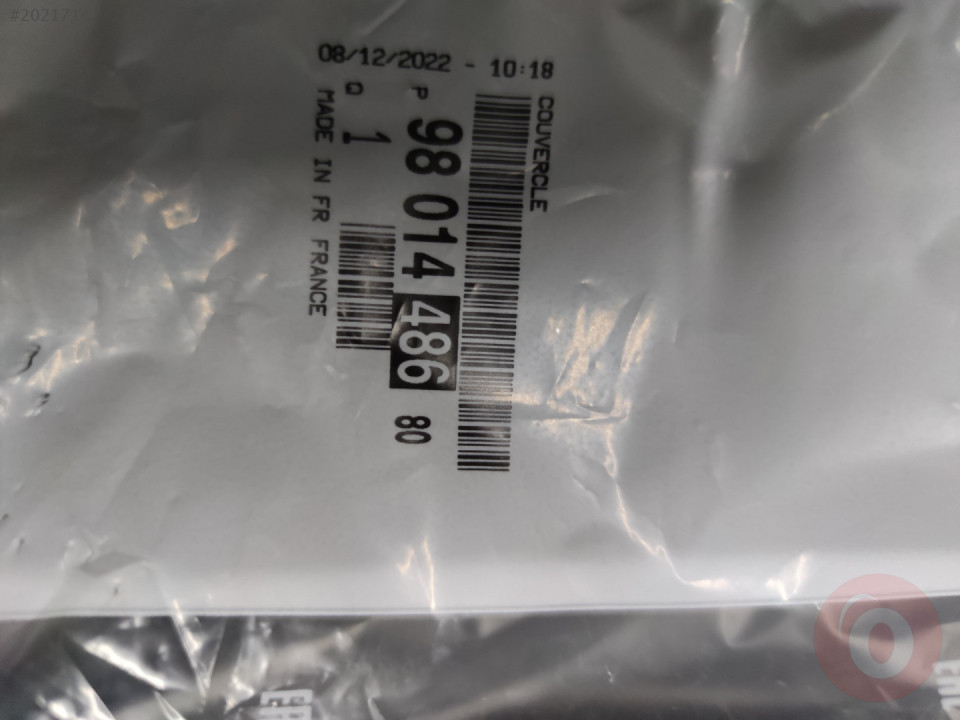 08/12/2022 - 10:18
COUVERCLE
P 98 014 486 80
Q 1
MADE IN FR FRANCE